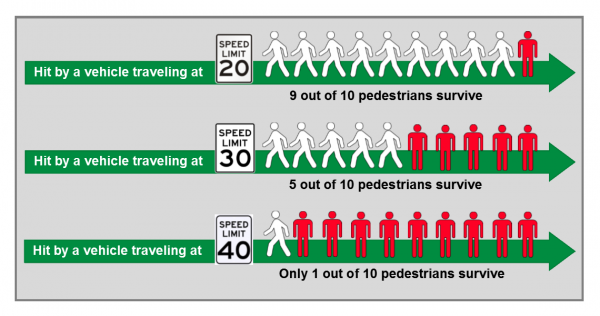 Hit by a vehicle traveling at
SPEED
LIMIT
20
9 out of 10 pedestrians survive
Hit by a vehicle traveling at
SPEED
LIMIT
30
5 out of 10 pedestrians survive
Hit by a vehicle traveling at
SPEED
LIMIT
40
Only 1 out of 10 pedestrians survive